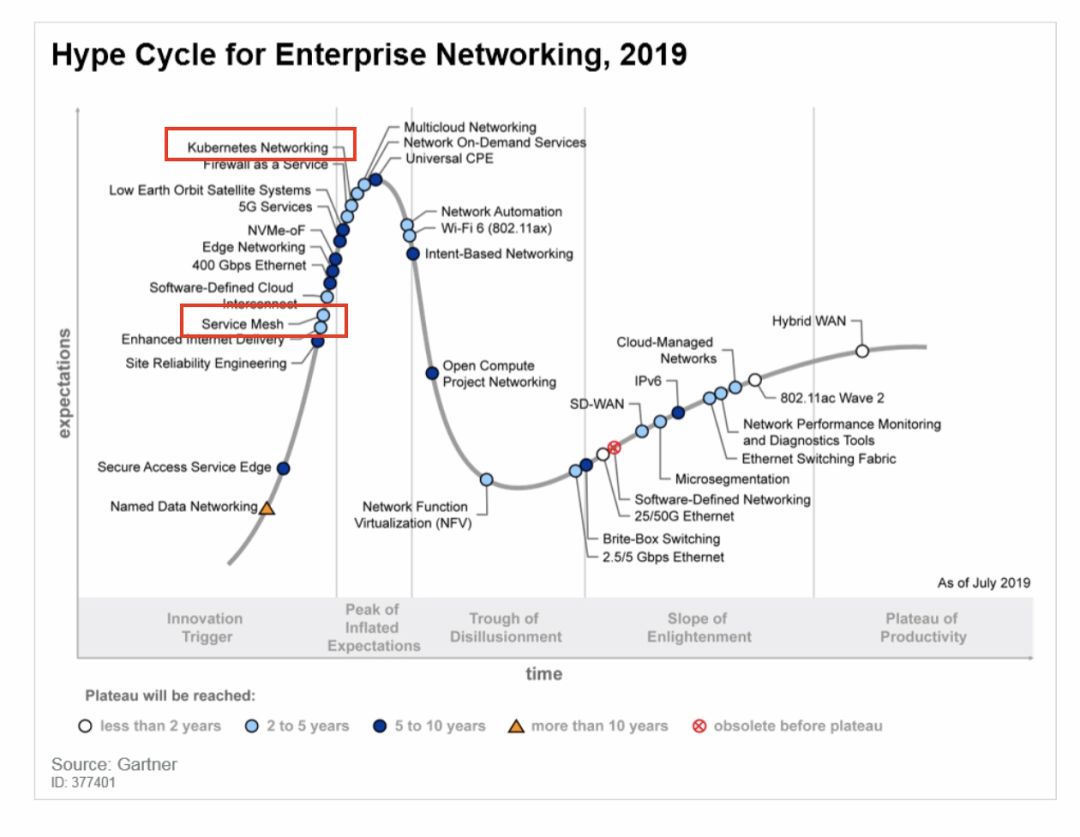 Hype Cycle for Enterprise Networking, 2019
Multicloud Networking
Kubernetes Networking
Network On-Demand Services
Firewall as a Service
Universal CPE
Low Earth Orbit Satellite Systems
5G Services
Network Automation
Wi-Fi 6 (802.11ax)
NVMe-oF
Edge Networking
Intent-Based Networking
400 Gbps Ethernet
Software-Defined Cloud
Interconnect
Service Mesh
Enhanced Internet Delivery
Site Reliability Engineering
Hybrid WAN
Cloud-Managed
Networks
Open Compute
Project Networking
IPv6
SD-WAN
802.11ac Wave 2
Network Performance Monitoring
and Diagnostics Tools
Ethernet Switching Fabric
Secure Access Service Edge
Microsegmentation
Named Data Networking
Network Function
Virtualization (NFV)
Software-Defined Networking
25/50G Ethernet
Brite-Box Switching
2.5/5 Gbps Ethernet
expectations
As of July 2019
Innovation
Trigger
Peak of
Inflated
Expectations
Trough of
Disillusionment
Slope of
Enlightenment
Plateau of
Productivity
time
Plateau will be reached:
less than 2 years
2 to 5 years
5 to 10 years
more than 10 years
obsolete before plateau
Source: Gartner
ID: 377401